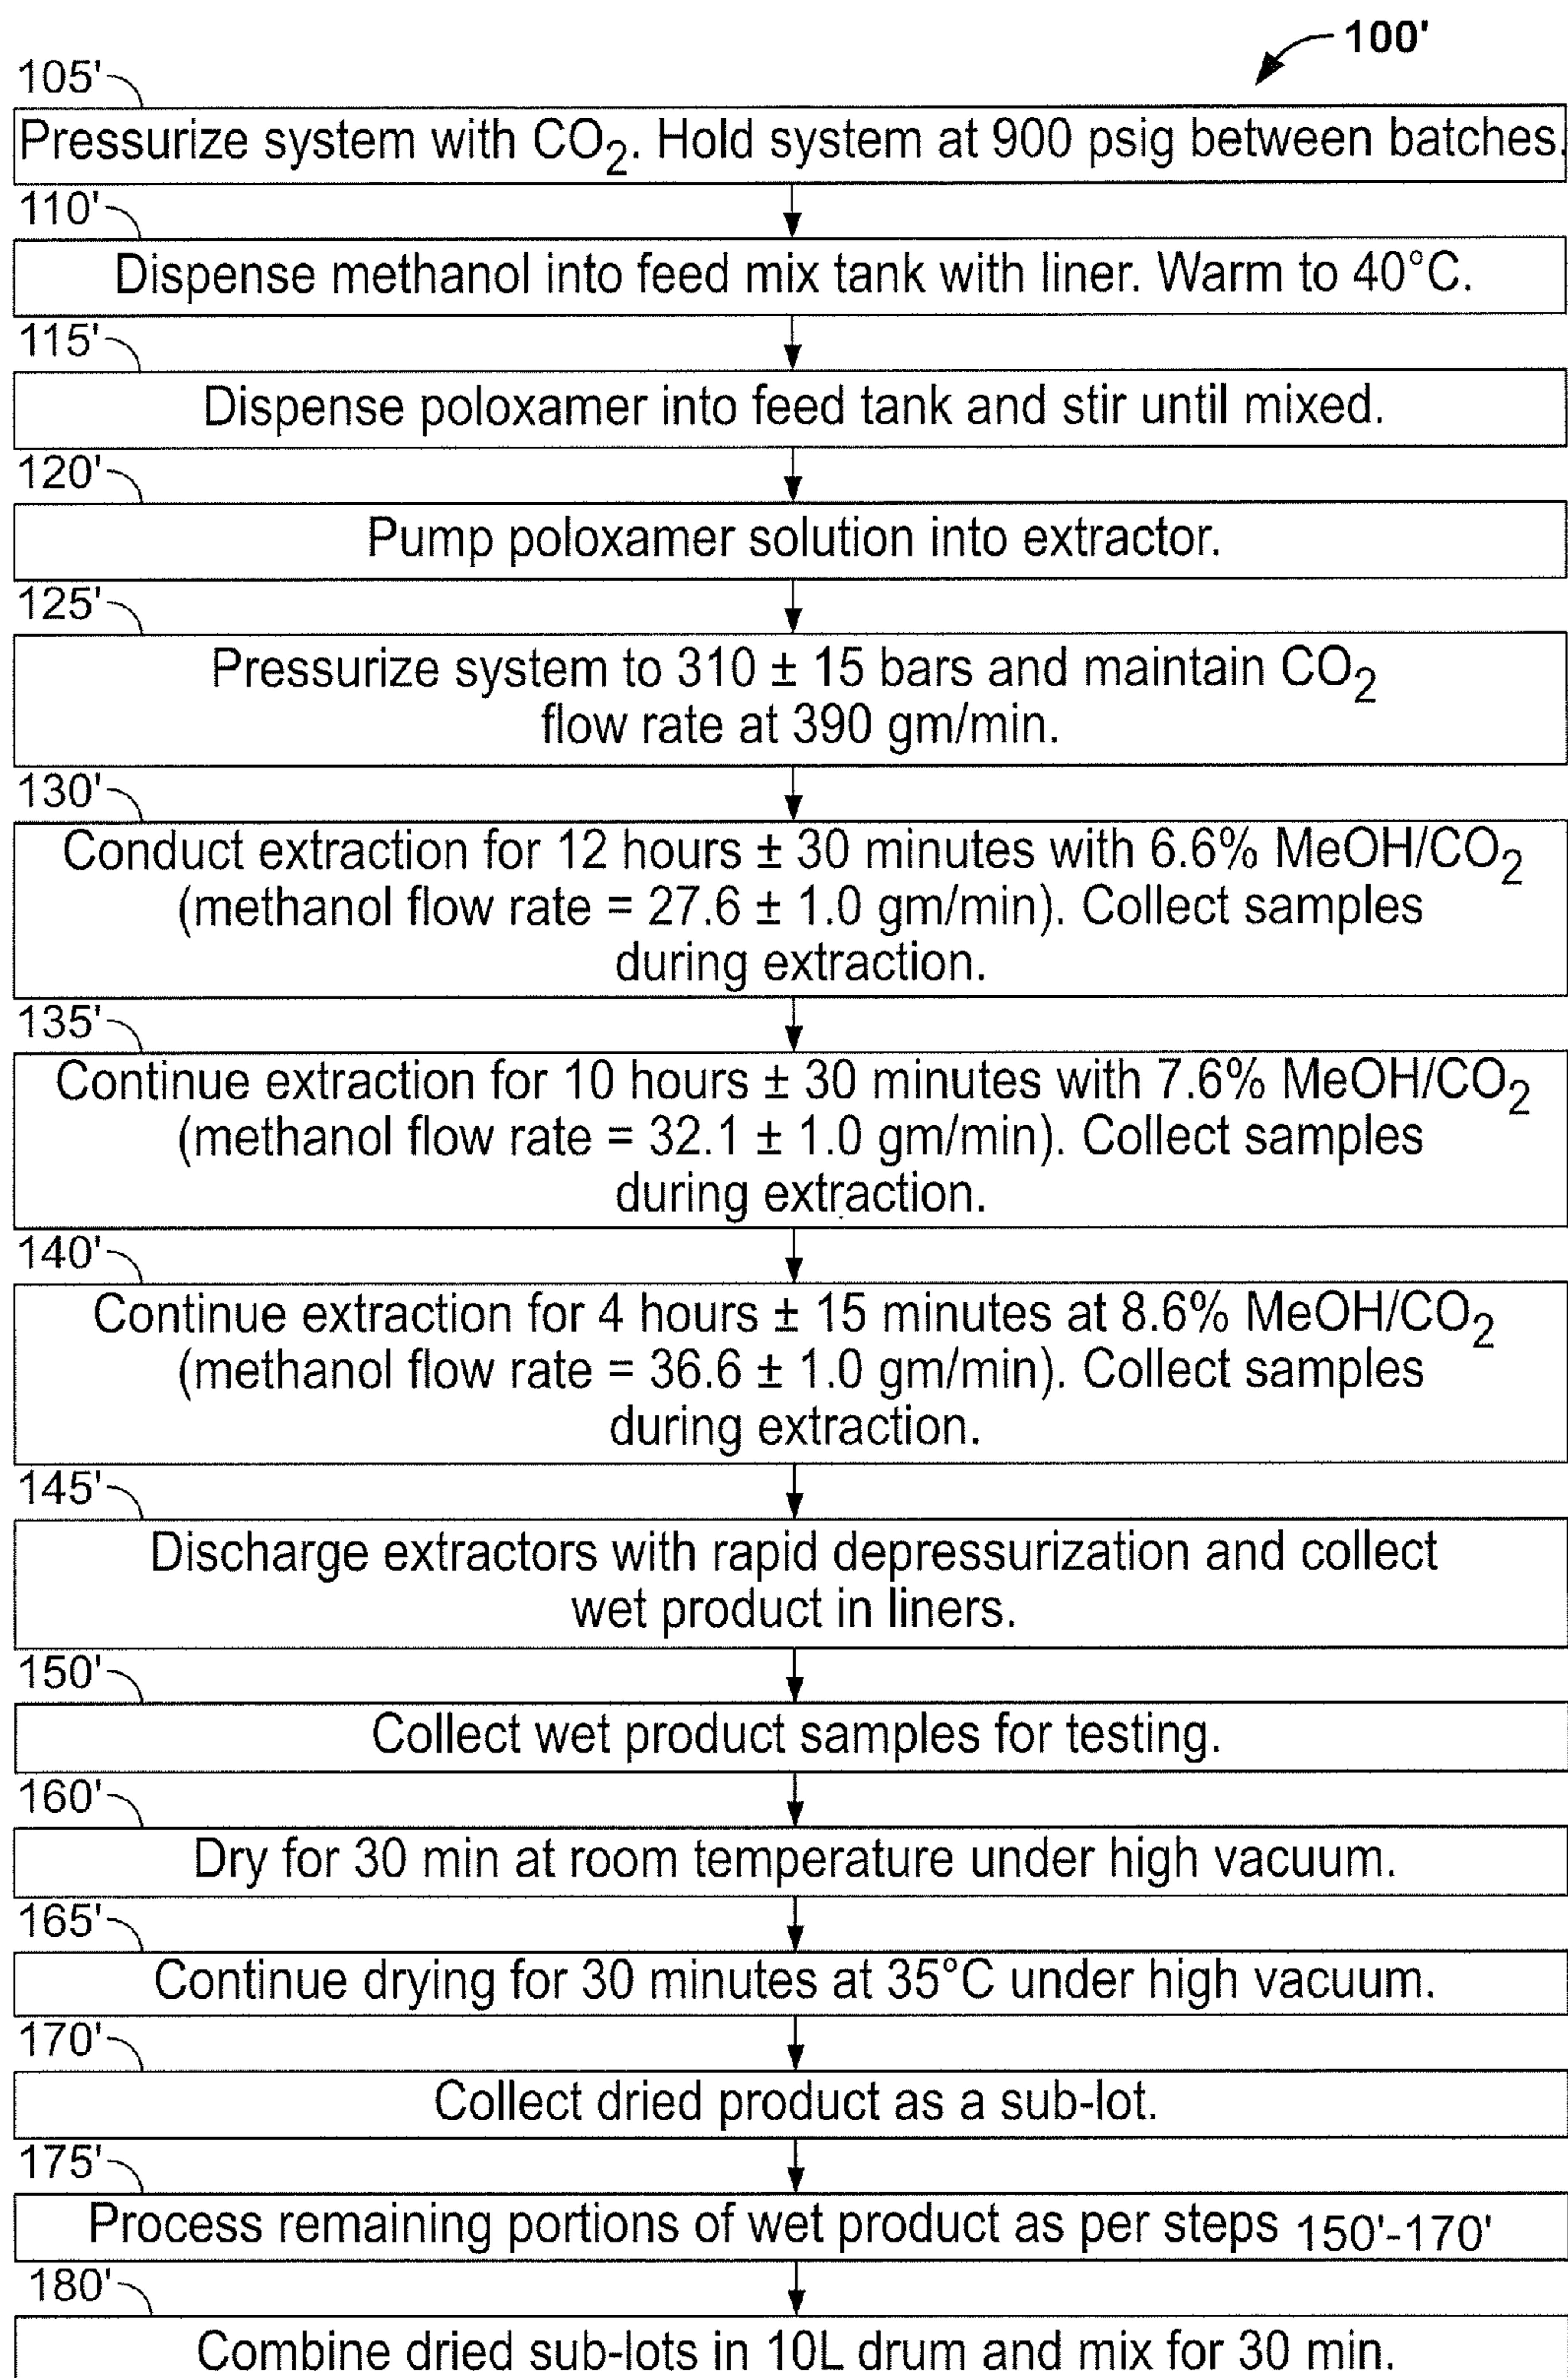 100'
105'
Pressurize system with CO2. Hold system at 900 psig between batches.
110'
Dispense methanol into feed mix tank with liner. Warm to 40°C.
115'
Dispense poloxamer into feed tank and stir until mixed.
120'
Pump poloxamer solution into extractor.
125'
Pressurize system to 310 ± 15 bars and maintain CO2
flow rate at 390 gm/min.
130'
Conduct extraction for 12 hours ± 30 minutes with 6.6% MeOH/CO2
(methanol flow rate = 27.6 ± 1.0 gm/min). Collect samples
during extraction.
135'
Continue extraction for 10 hours ± 30 minutes with 7.6% MeOH/CO2
(methanol flow rate = 32.1 ± 1.0 gm/min). Collect samples
during extraction.
140'
Continue extraction for 4 hours ± 15 minutes at 8.6% MeOH/CO2
(methanol flow rate = 36.6 ± 1.0 gm/min). Collect samples
during extraction.
145'
Discharge extractors with rapid depressurization and collect
wet product in liners.
150'
Collect wet product samples for testing.
160'
Dry for 30 min at room temperature under high vacuum.
165'
Continue drying for 30 minutes at 35°C under high vacuum.
170'
Collect dried product as a sub-lot.
175'
Process remaining portions of wet product as per steps 150'-170'
180'
Combine dried sub-lots in 10L drum and mix for 30 min.